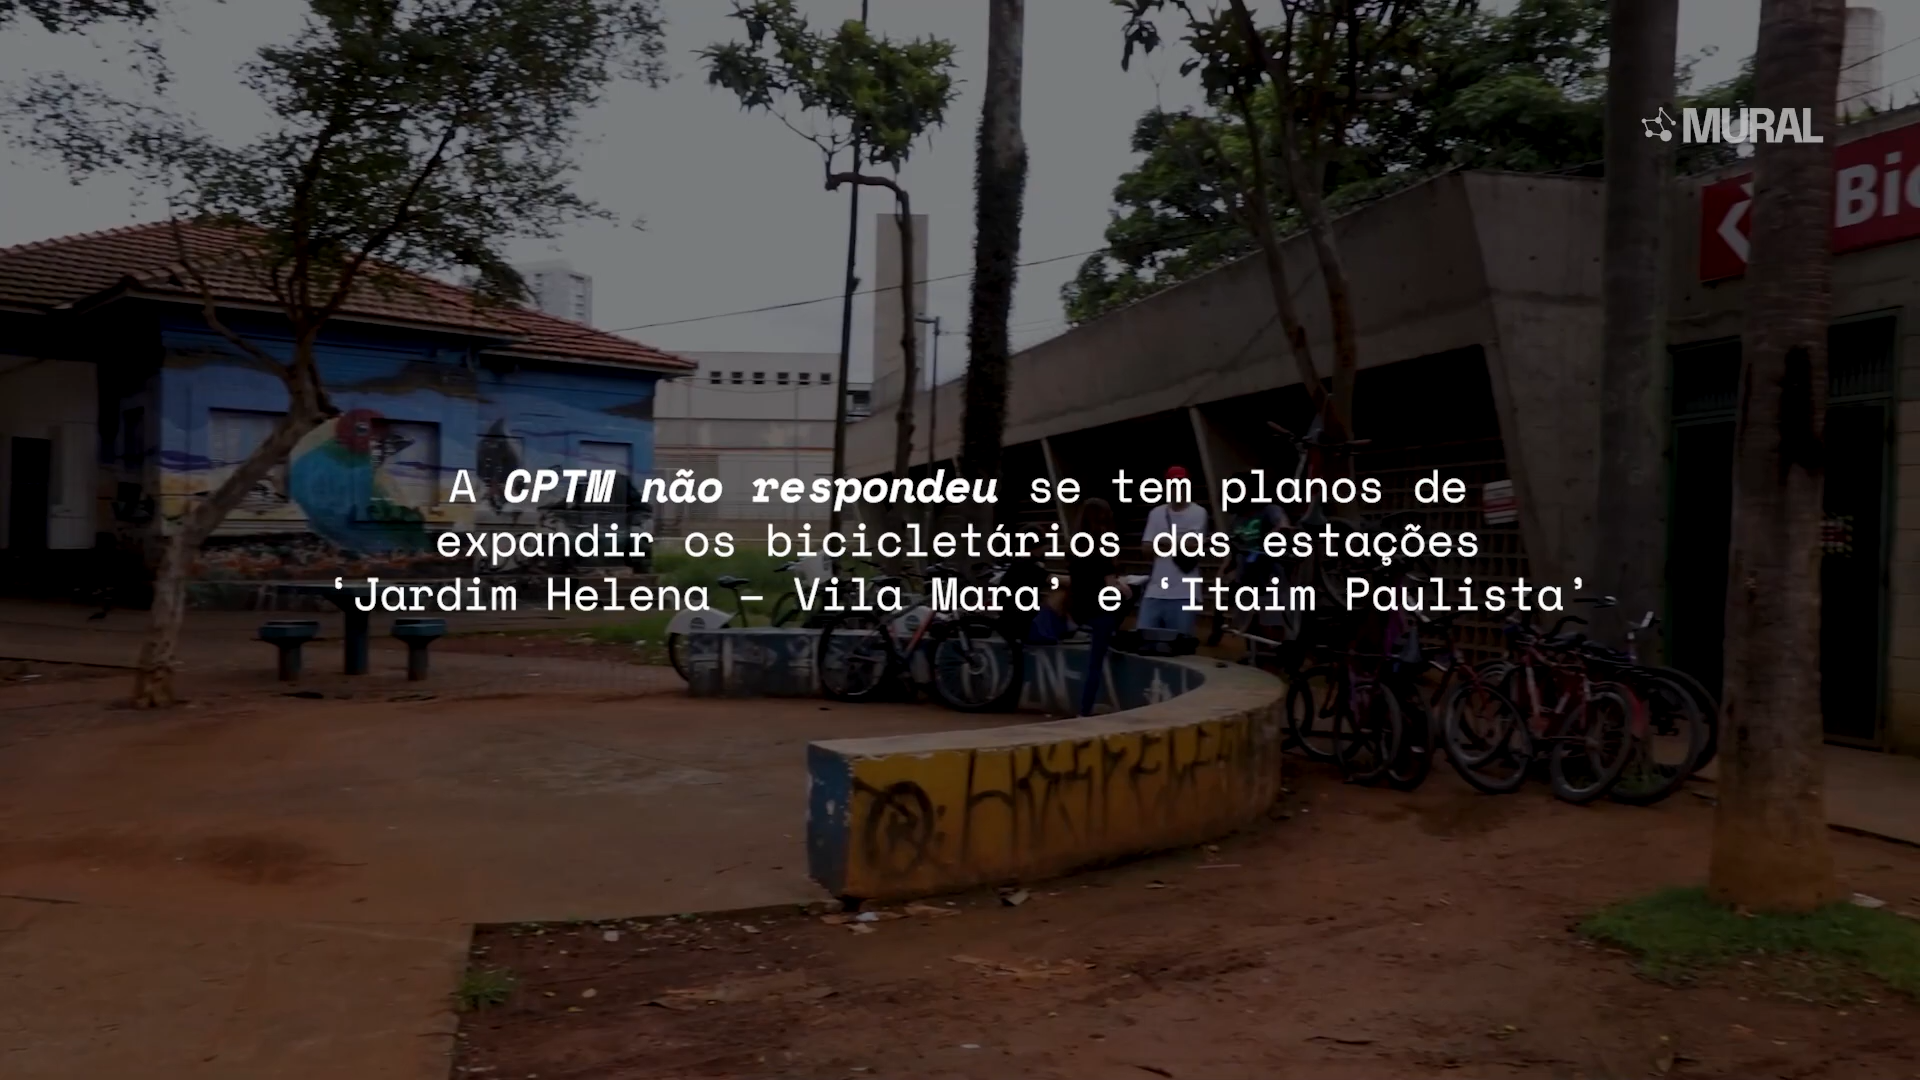 MURAL
Bic
A CPTM não respondeu se tem planos de
expandir os bicicletários das estações
‘Jardim Helena – Vila Mara’ e ‘Itaim Paulista’